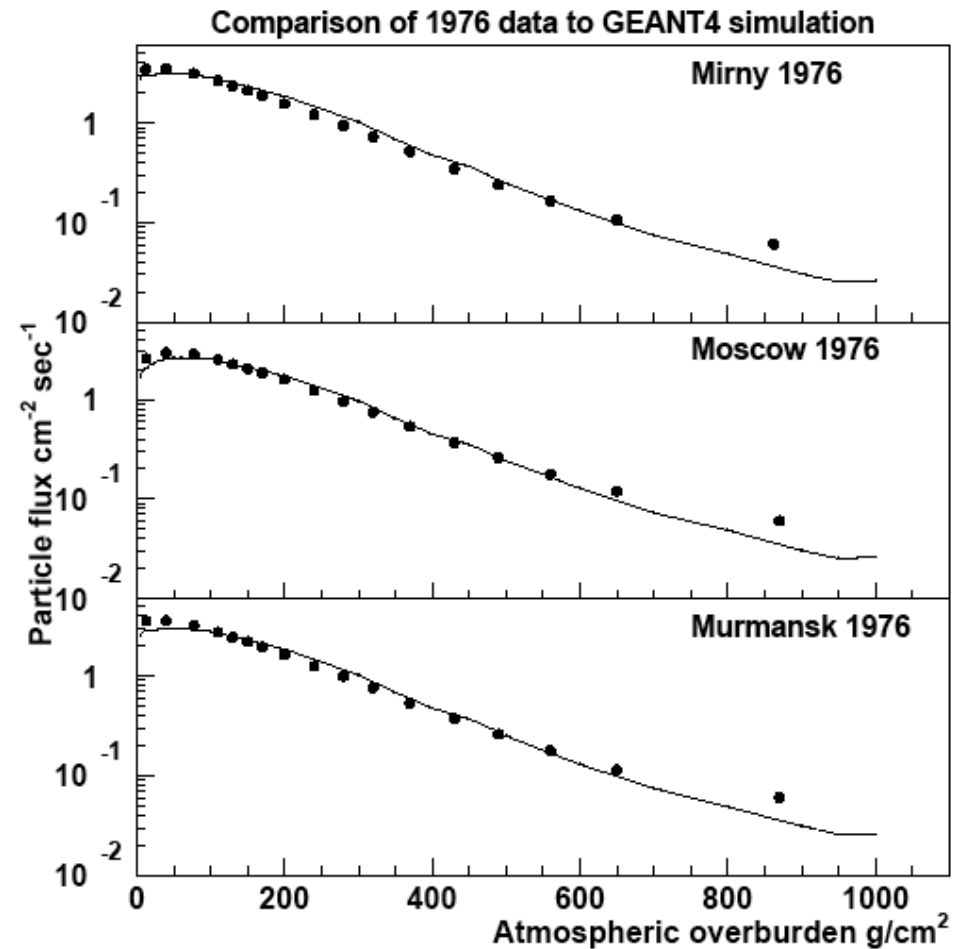 Comparison of 1976 data to GEANT4 simulation
Mirny 1976
1
10⁻¹
10⁻²
Moscow 1976
1
10⁻¹
10⁻²
Murmansk 1976
1
10⁻¹
10⁻²
Particle flux cm⁻² sec⁻¹
0 200 400 600 800 1000
Atmospheric overburden g/cm²